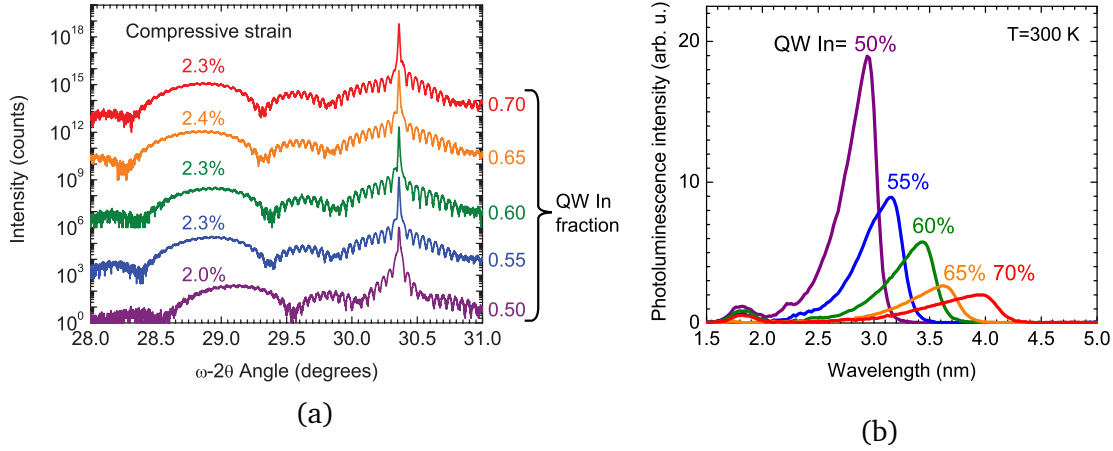 Compressive strain
2.3%
2.4%
2.3%
2.3%
2.0%
0.70
0.65
0.60
0.55
0.50
QW In
fraction
Intensity (counts)
10^18
10^15
10^12
10^9
10^6
10^3
10^0
28.0 28.5 29.0 29.5 30.0 30.5 31.0
ω-2θ Angle (degrees)
(a)
QW In= 50%
T=300 K
55%
60%
65% 70%
Photoluminescence intensity (arb. u.)
20
10
0
1.5 2.0 2.5 3.0 3.5 4.0 4.5 5.0
Wavelength (nm)
(b)